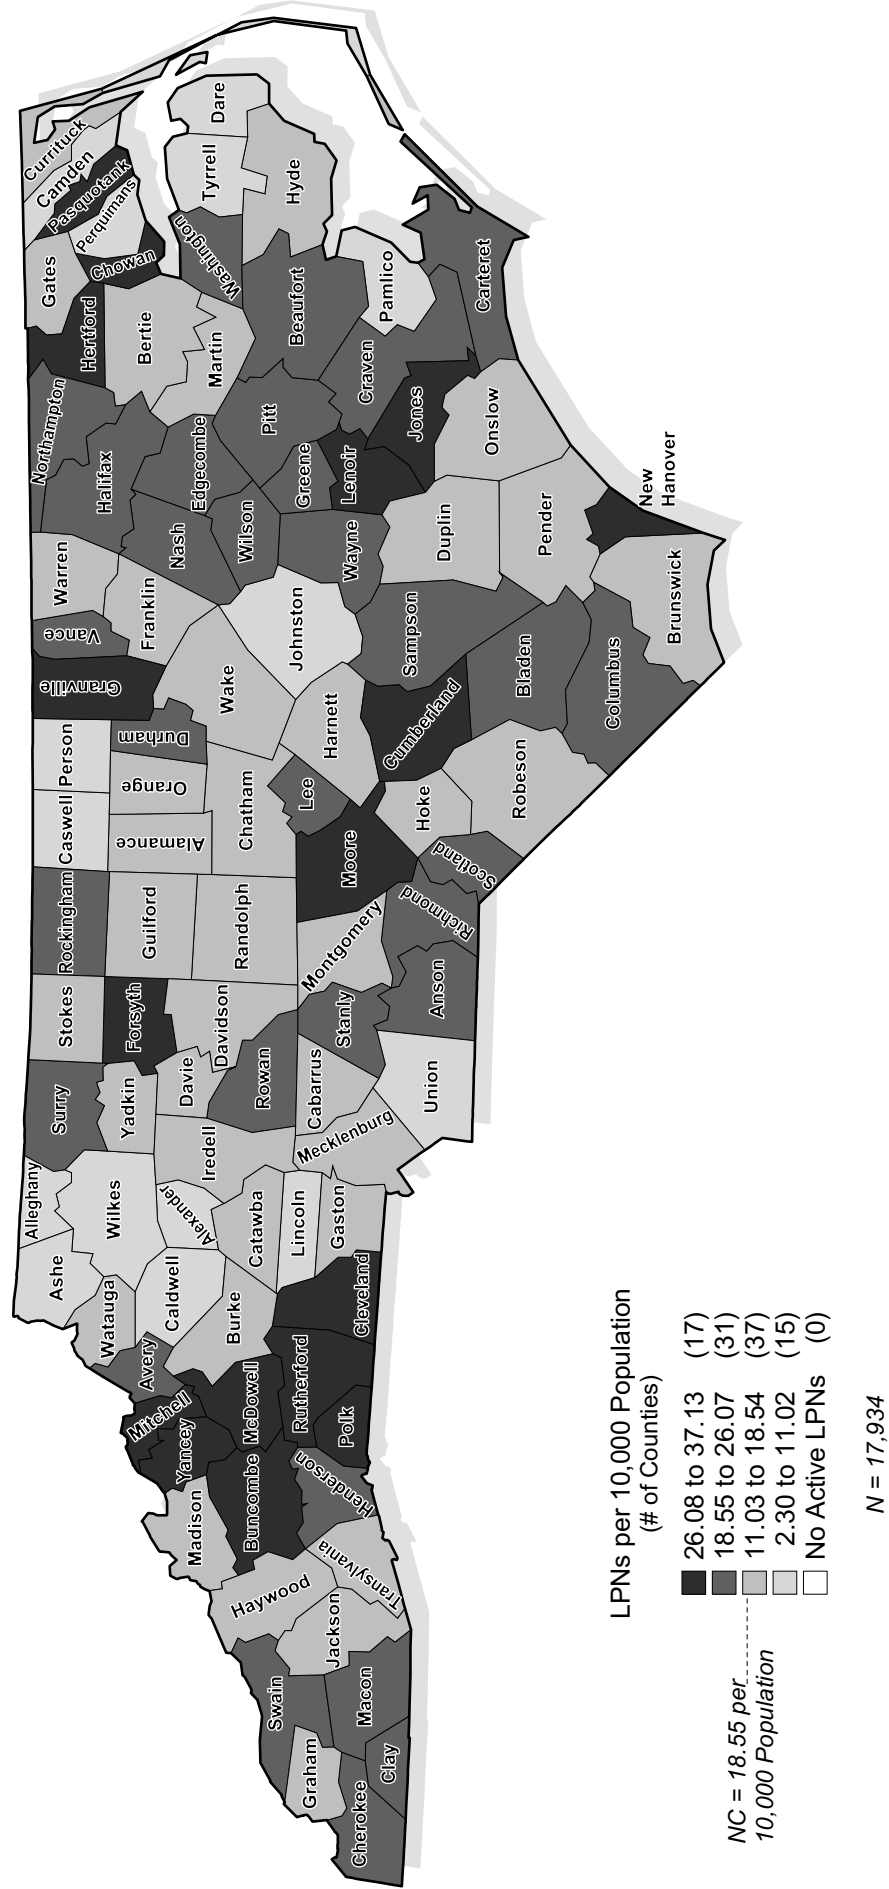 Cherokee
Graham
Clay
Swain
Macon
Jackson
Haywood
Transylvania
Madison
Buncombe
Henderson
Yancey
Mitchell
McDowell
Rutherford
Polk
Avery
Watauga
Ashe
Alleghany
Wilkes
Caldwell
Burke
Cleveland
Alexander
Catawba
Lincoln
Gaston
Surry
Yadkin
Iredell
Mecklenburg
Davie
Rowan
Cabarrus
Union
Stokes
Forsyth
Davidson
Stanly
Anson
Rockingham
Guilford
Randolph
Montgomery
Richmond
Scotland
Caswell
Person
Alamance
Orange
Durham
Chatham
Lee
Moore
Hoke
Robeson
Granville
Vance
Warren
Franklin
Wake
Harnett
Johnston
Cumberland
Sampson
Bladen
Columbus
Brunswick
Northampton
Halifax
Nash
Edgecombe
Wilson
Wayne
Greene
Lenoir
Duplin
Pender
New
Hanover
Hertford
Gates
Bertie
Martin
Pitt
Beaufort
Craven
Jones
Onslow
Carteret
Pamlico
Currituck
Camden
Pasquotank
Perquimans
Chowan
Washington
Tyrrell
Dare
Hyde
LPNs per 10,000 Population
(# of Counties)
26.08 to 37.13 (17)
18.55 to 26.07 (31)
11.03 to 18.54 (37)
2.30 to 11.02 (15)
No Active LPNs (0)
NC = 18.55 per
10,000 Population
N = 17,934